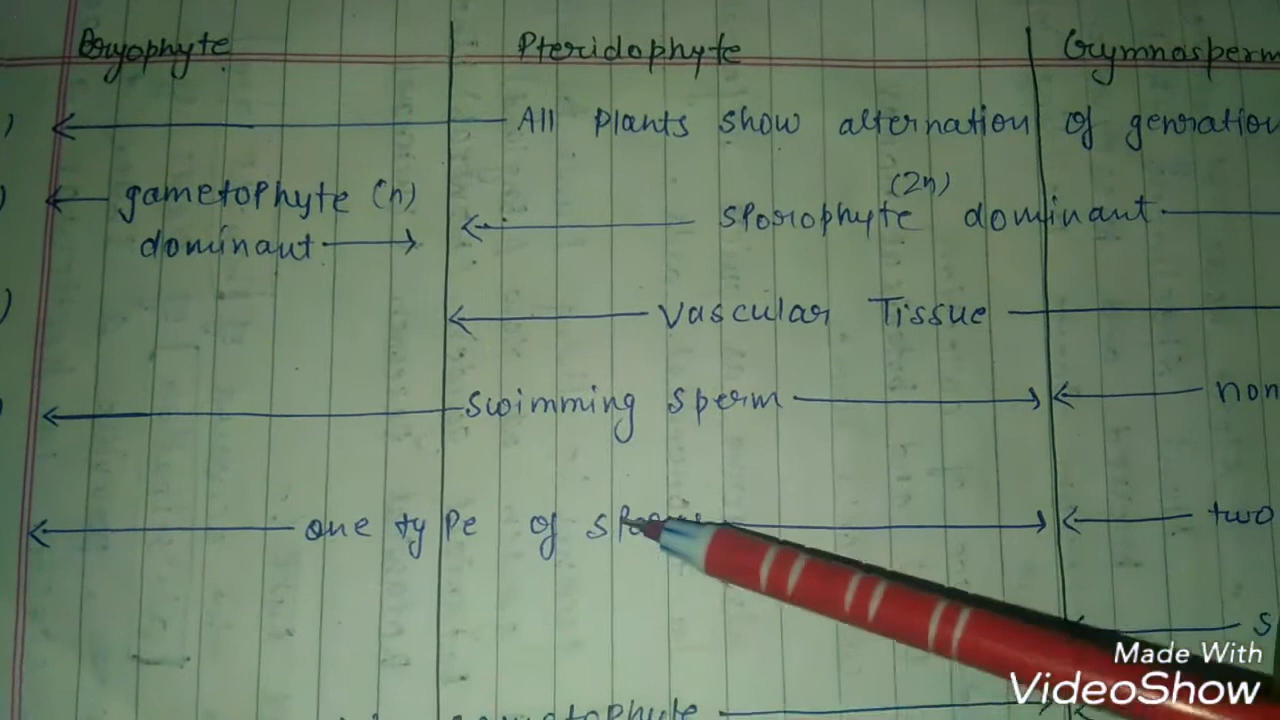 Bryophyte Pteridophyte Gymnosperm
) All plants show alternation of genration
) gametophyte (n) dominant
(2n)
sporophyte dominant
) Vascular Tissue
swimming sperm non
one type of two
s
gametophyte
Made With
VideoShow